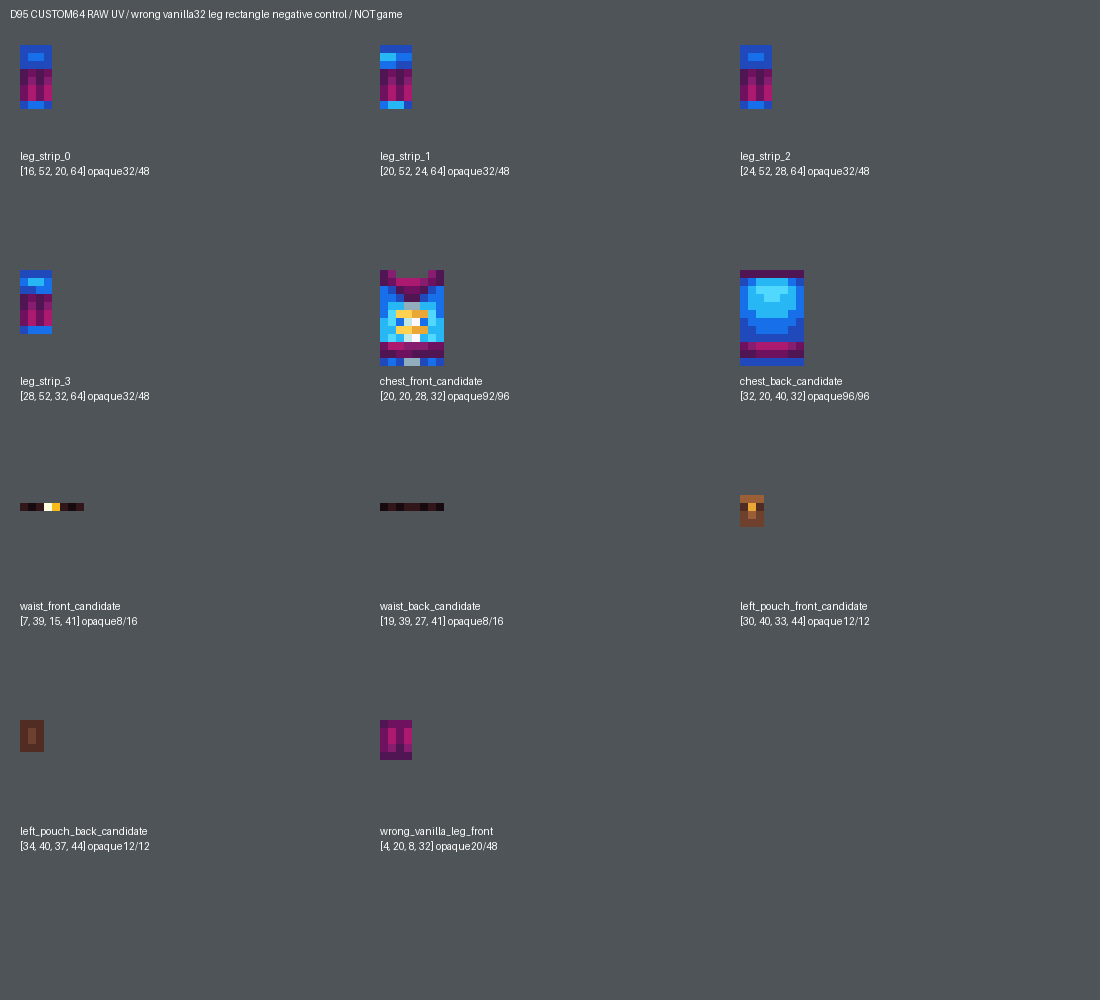 D95 CUSTOM64 RAW UV / wrong vanilla32 leg rectangle negative control / NOT game
leg_strip_0
[16, 52, 20, 64] opaque32/48
leg_strip_1
[20, 52, 24, 64] opaque32/48
leg_strip_2
[24, 52, 28, 64] opaque32/48
leg_strip_3
[28, 52, 32, 64] opaque32/48
chest_front_candidate
[20, 20, 28, 32] opaque92/96
chest_back_candidate
[32, 20, 40, 32] opaque96/96
waist_front_candidate
[7, 39, 15, 41] opaque8/16
waist_back_candidate
[19, 39, 27, 41] opaque8/16
left_pouch_front_candidate
[30, 40, 33, 44] opaque12/12
left_pouch_back_candidate
[34, 40, 37, 44] opaque12/12
wrong_vanilla_leg_front
[4, 20, 8, 32] opaque20/48